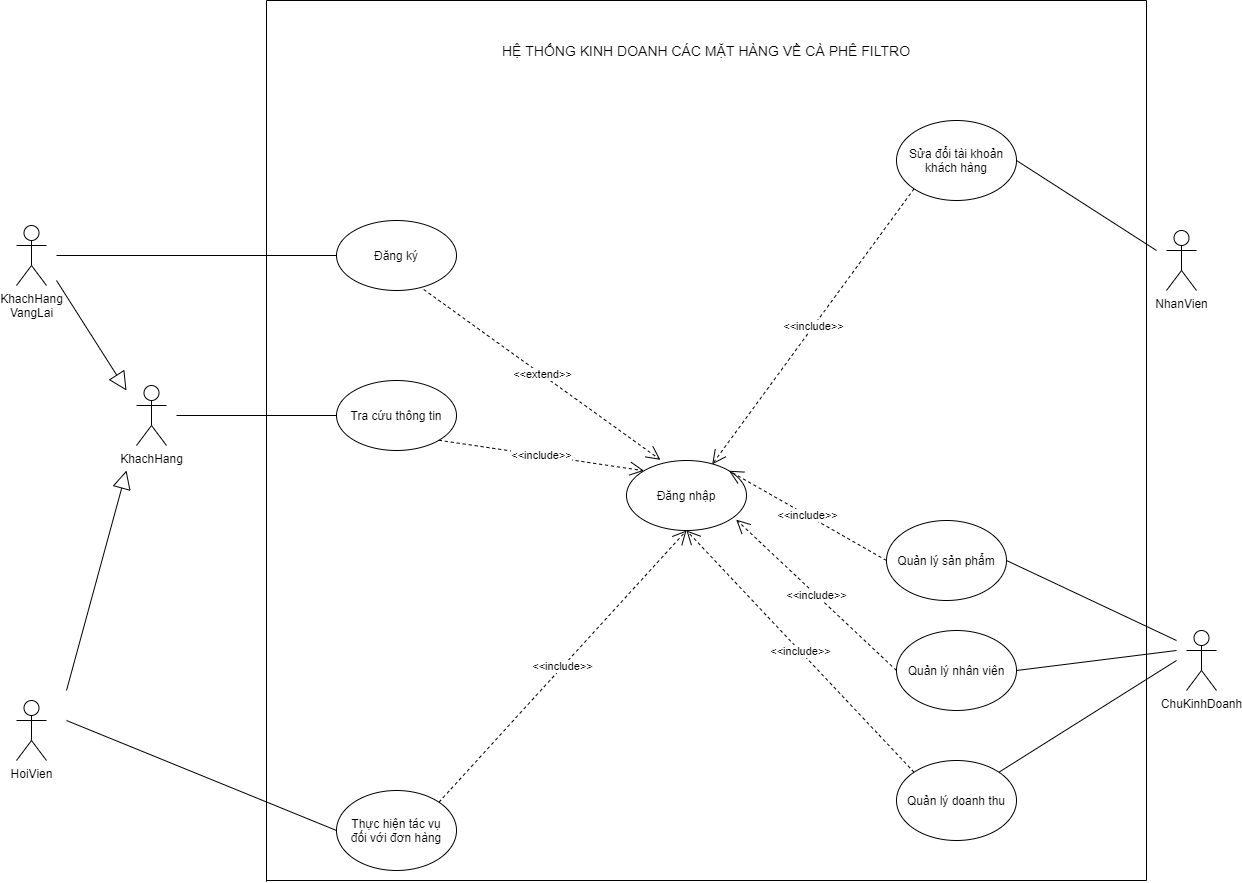 HỆ THỐNG KINH DOANH CÁC MẶT HÀNG VỀ CÀ PHÊ FILTRO
Sửa đổi tài khoản
khách hàng
Đăng ký
KhachHang
VangLai
NhanVien
<<include>>
<<extend>>
Tra cứu thông tin
KhachHang
<<include>>
Đăng nhập
<<include>>
Quản lý sản phẩm
<<include>>
<<include>>
<<include>>
Quản lý nhân viên
ChuKinhDoanh
HoiVien
Quản lý doanh thu
Thực hiện tác vụ
đối với đơn hàng